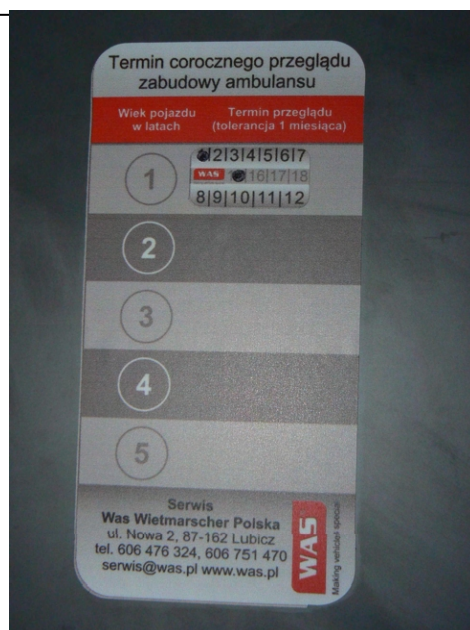 Termin corocznego przeglądu
zabudowy ambulansu
Wiek pojazdu
w latach
Termin przeglądu
(tolerancja 1 miesiąca)
1
2|3|4|5|6|7
WAS 16|17|18
8|9|10|11|12
2
3
4
5
Serwis
Was Wietmarscher Polska
ul. Nowa 2, 87-162 Lubicz
tel. 606 476 324, 606 751 470
serwis@was.pl www.was.pl
WAS
Making vehicles special